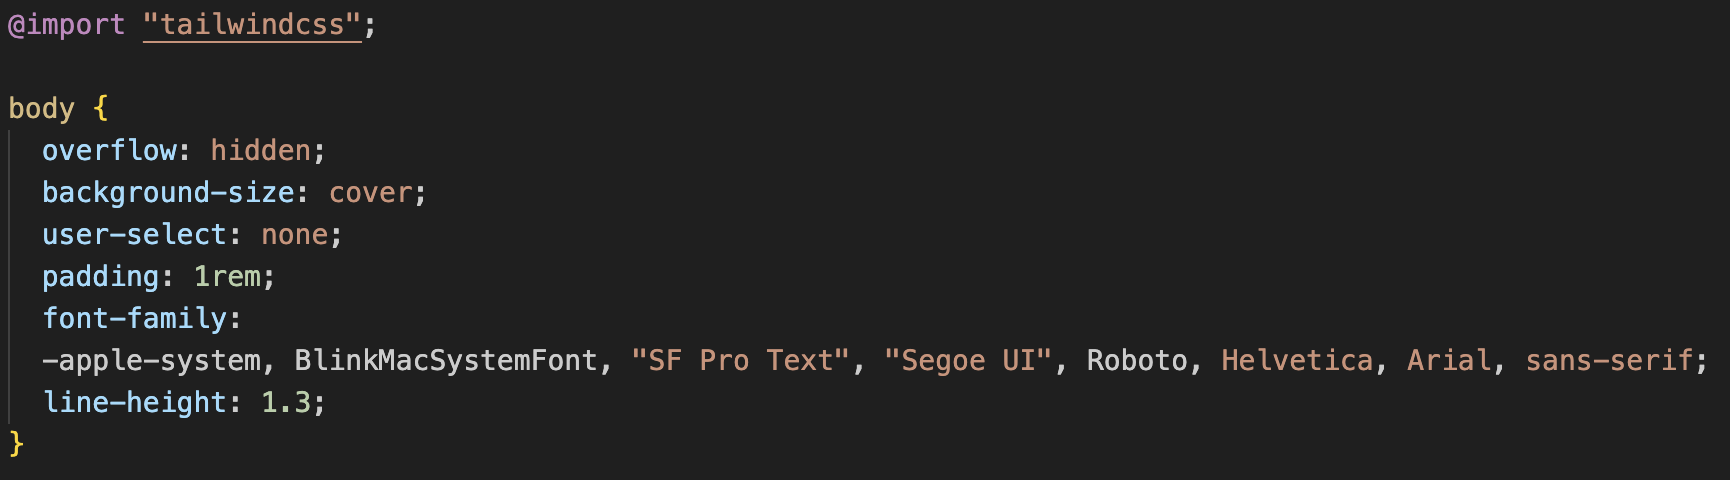 @import "tailwindcss";
body {
overflow: hidden;
background-size: cover;
user-select: none;
padding: 1rem;
font-family:
-apple-system, BlinkMacSystemFont, "SF Pro Text", "Segoe UI", Roboto, Helvetica, Arial, sans-serif;
line-height: 1.3;
}